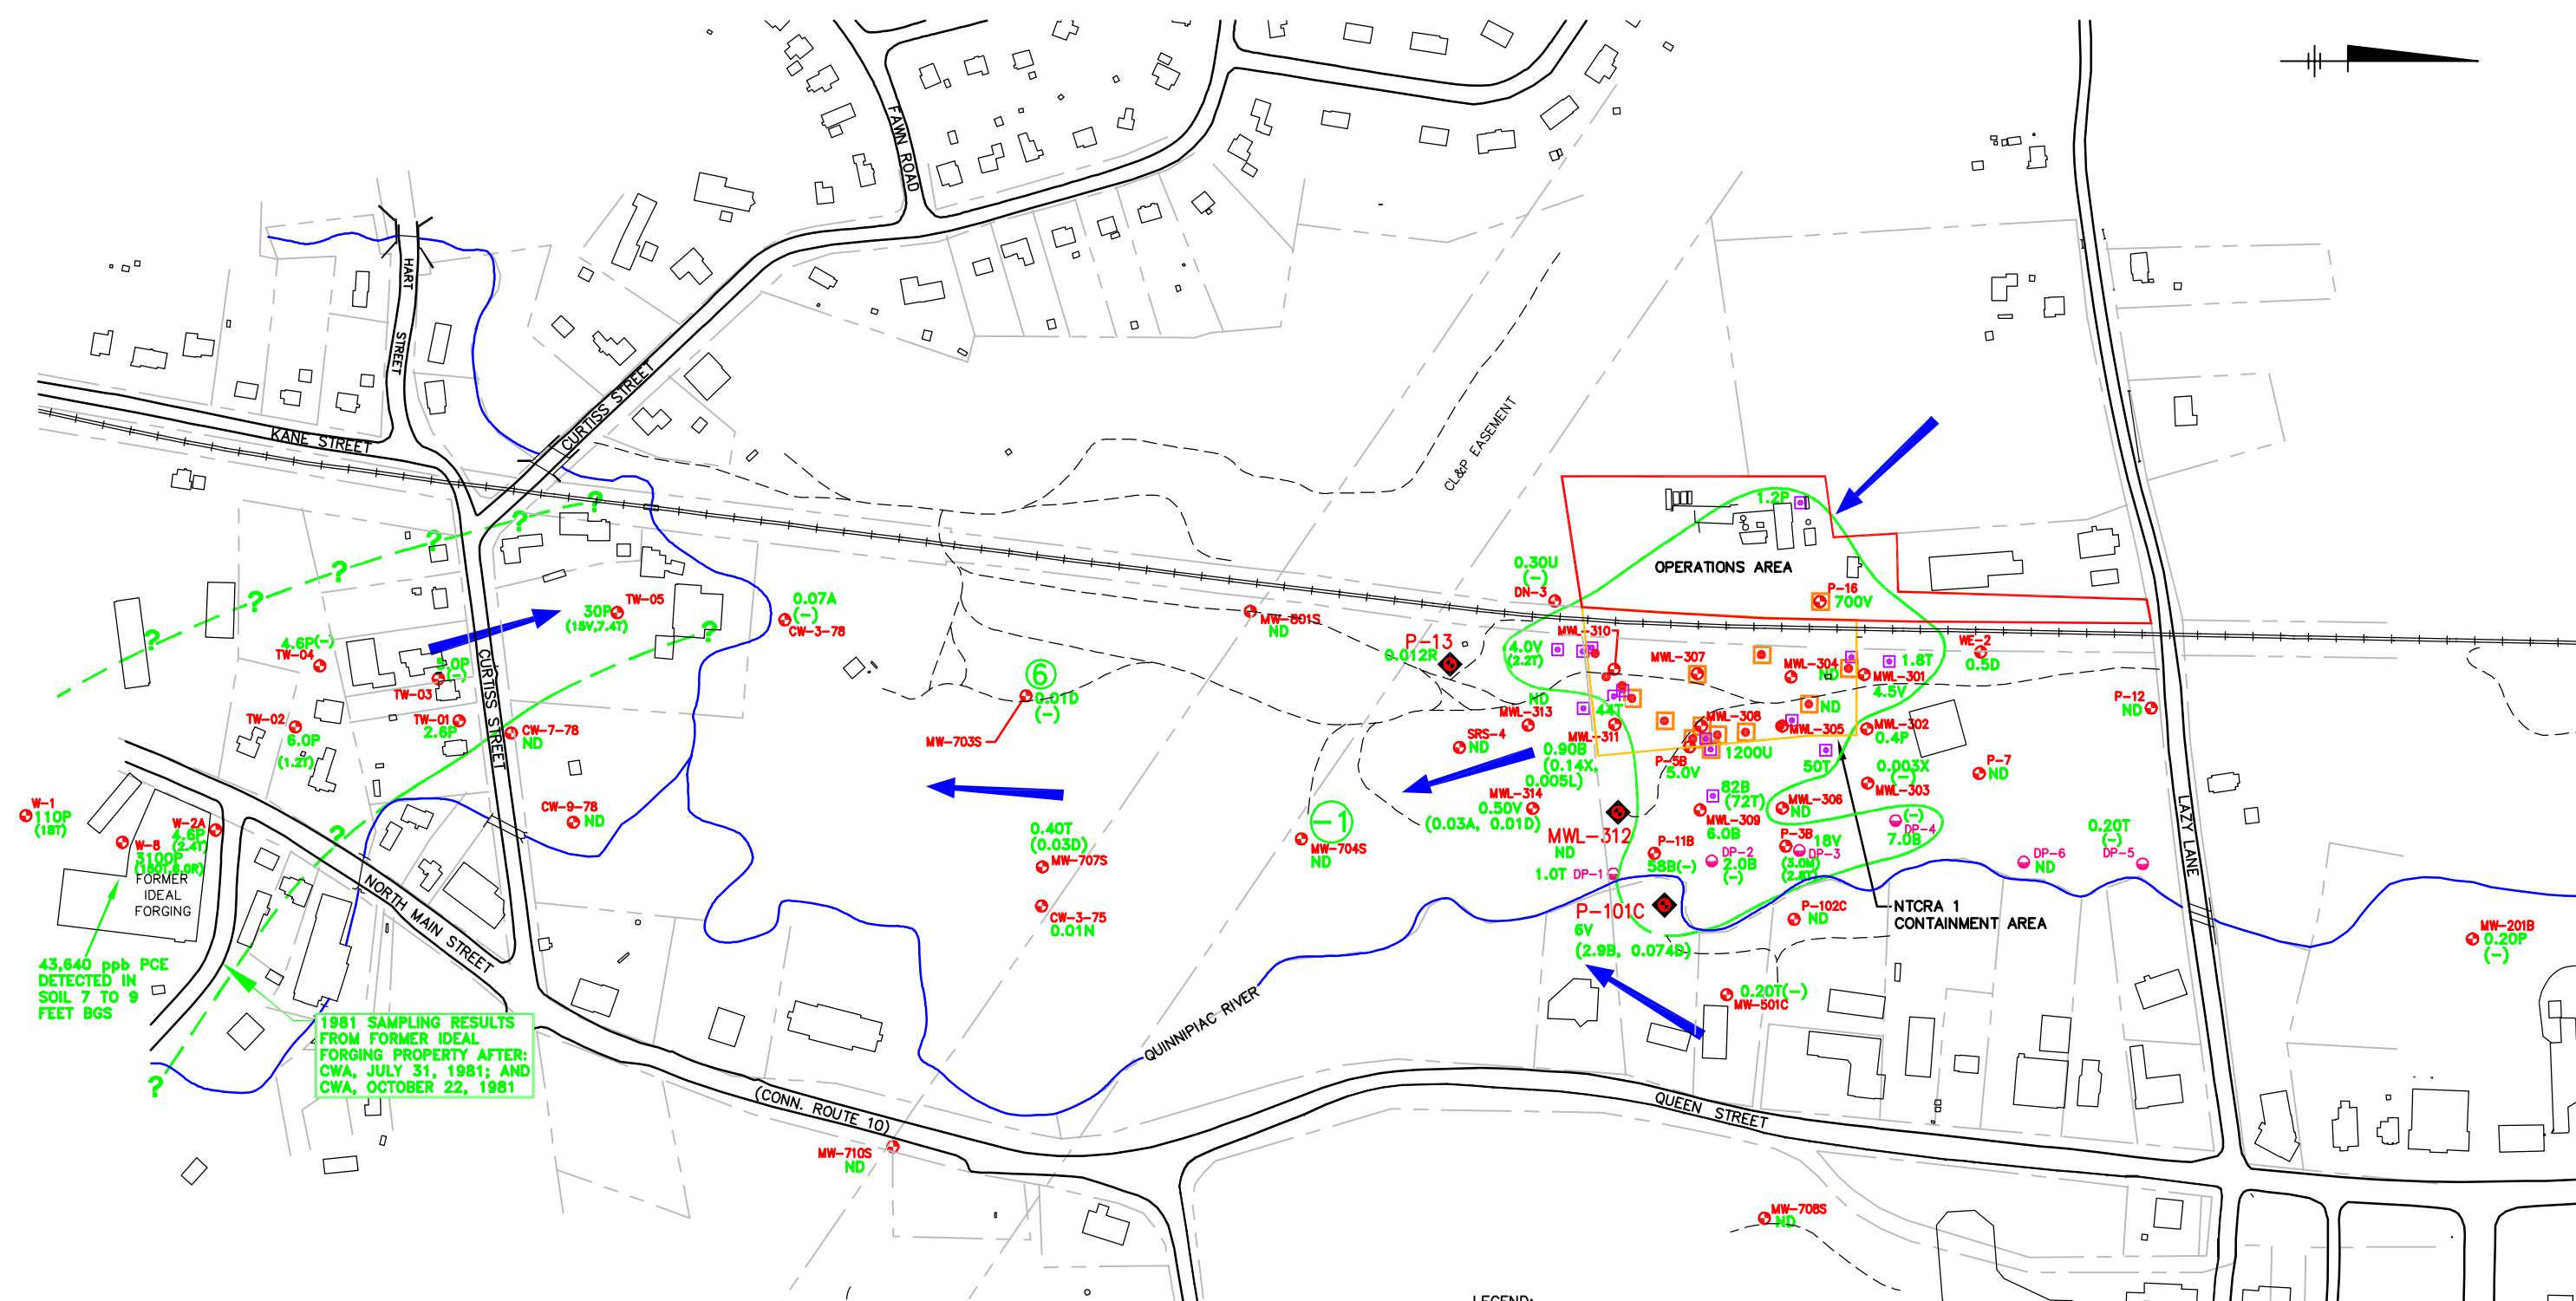 FAWN ROAD
HART
STREET
KANE STREET
CURTISS STREET
CL&P EASEMENT
1.2P
OPERATIONS AREA
0.30U
(-)
DN-3
P-16
700V
TW-05
30P
(15V,7.4T)
0.07A
(-)
CW-3-78
MW-801S
ND
P-13
0.012R
MWL-310
4.0V
(2.2T)
MWL-307
MWL-304
ND
1.8T
MWL-301
4.5V
WE-2
0.5D
4.6P(-)
TW-04
5.0P
(-)
TW-03
CURTISS STREET
6
0.01D
(-)
MW-703S
ND
MWL-313
44T
MWL-311
MWL-308
ND
MWL-305
MWL-302
0.4P
P-12
ND
TW-02
6.0P
(1.2T)
TW-01
2.6P
CW-7-78
ND
SRS-4
ND
0.90B
(0.14X,
0.005L)
P-5B
5.0V
1200U
50T
0.003X
(-)
MWL-303
P-7
ND
W-1
110P
(18T)
W-2A
4.6P
(2.4T)
W-8
3100P
(150T,6.0R)
FORMER
IDEAL
FORGING
CW-9-78
ND
0.40T
(0.03D)
MW-707S
CW-3-75
0.01N
-1
MW-704S
ND
MWL-314
0.50V
(0.03A, 0.01D)
MWL-312
ND
82B
(72T)
MWL-309
6.0B
MWL-306
ND
(-)
DP-4
7.0B
P-11B
58B(-)
DP-2
2.0B
(-)
P-3B
18V
DP-3
(3.0M)
(2.8T)
1.0T
DP-1
DP-6
ND
0.20T
(-)
DP-5
LAZY LANE
NORTH MAIN STREET
P-101C
6V
(2.9B, 0.074D)
P-102C
ND
NTCRA 1
CONTAINMENT AREA
MW-201B
0.20P
(-)
43,640 ppb PCE
DETECTED IN
SOIL 7 TO 9
FEET BGS
0.20T(-)
MW-501C
1981 SAMPLING RESULTS
FROM FORMER IDEAL
FORGING PROPERTY AFTER:
CWA, JULY 31, 1981; AND
CWA, OCTOBER 22, 1981
QUINNIPIAC RIVER
(CONN. ROUTE 10)
QUEEN STREET
MW-710S
ND
MW-708S
ND
LEGEND:
?
?
?
?
?
?
?
?
?